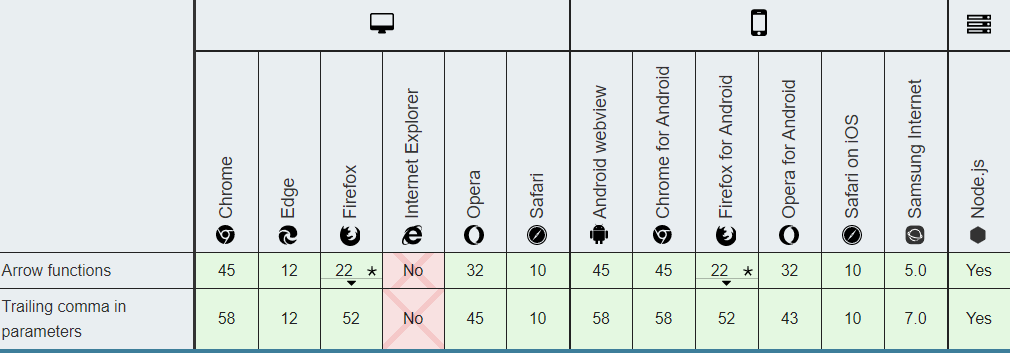 Chrome
Edge
Firefox
Internet Explorer
Opera
Safari
Android webview
Chrome for Android
Firefox for Android
Opera for Android
Safari on iOS
Samsung Internet
Node.js
Arrow functions 45 12 22 * No 32 10 45 45 22 * 32 10 5.0 Yes
Trailing comma in
parameters 58 12 52 No 45 10 58 58 52 43 10 7.0 Yes